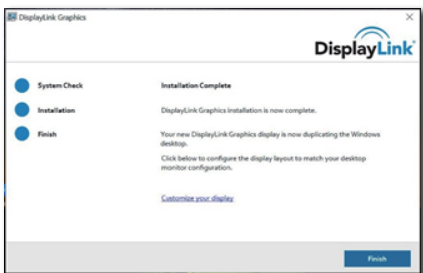 DisplayLink Graphics
DisplayLink
System Check
Installation
Finish
Installation Complete
DisplayLink Graphics installation is now complete.
Your new DisplayLink Graphics display is now duplicating the Windows
desktop.
Click below to configure the display layout to match your desktop
monitor configuration.
Customize your display
Finish